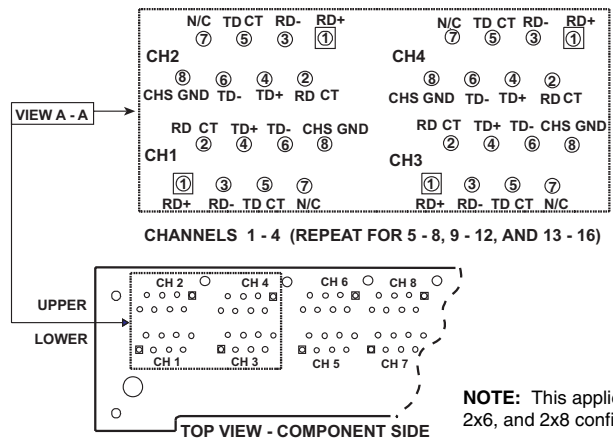 N/C TD CT RD- RD+ N/C TD CT RD- RD+
7 5 3 1 7 5 3 1
CH2 CH4
8 6 4 2 8 6 4 2
CHS GND TD- TD+ RD CT CHS GND TD- TD+ RD CT
VIEW A - A
RD CT TD+ TD- CHS GND RD CT TD+ TD- CHS GND
2 4 6 8 2 4 6 8
CH1 CH3
1 3 5 7 1 3 5 7
RD+ RD- TD CT N/C RD+ RD- TD CT N/C
CHANNELS 1 - 4 (REPEAT FOR 5 - 8, 9 - 12, AND 13 - 16)
CH 2 CH 4 CH 6 CH 8
UPPER
LOWER
CH 1 CH 3 CH 5 CH 7
NOTE: This applie
2x6, and 2x8 confi
TOP VIEW - COMPONENT SIDE